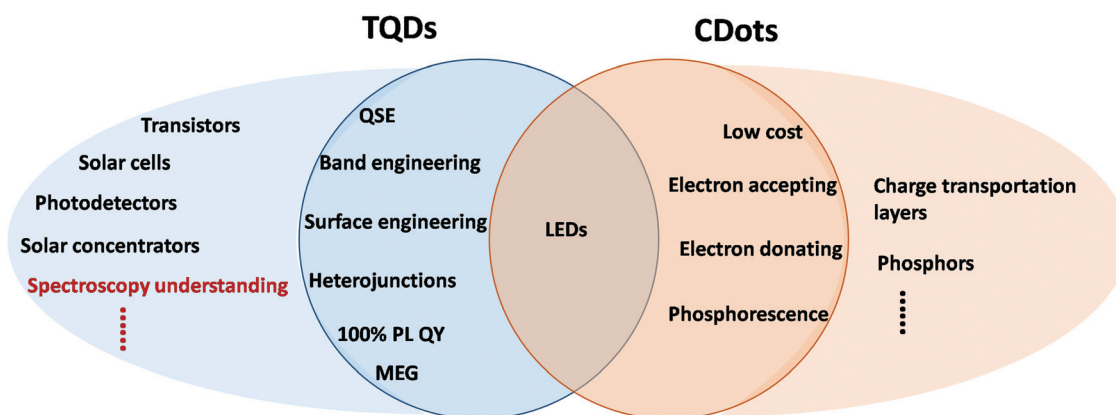 TQDs
CDots
Transistors
Solar cells
Photodetectors
Solar concentrators
Spectroscopy understanding
QSE
Band engineering
Surface engineering
Heterojunctions
100% PL QY
MEG
LEDs
Low cost
Electron accepting
Electron donating
Phosphorescence
Charge transportation
layers
Phosphors